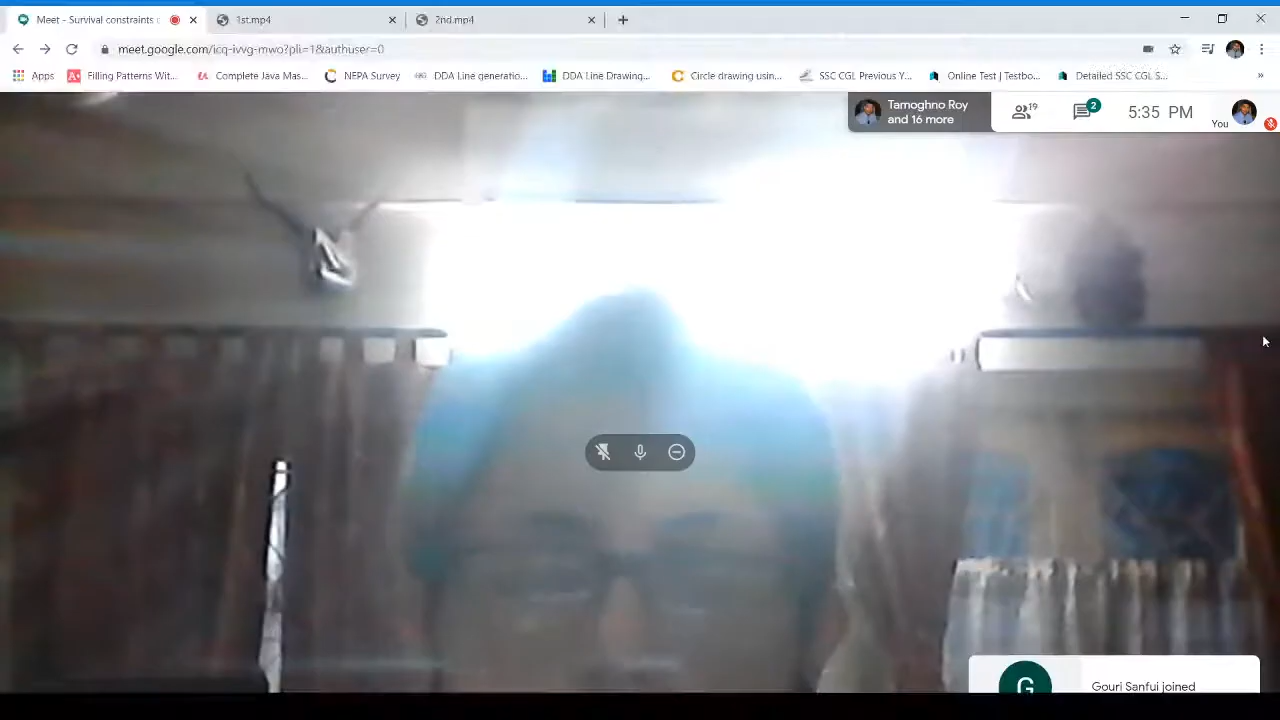 Meet - Survival constraints
1st.mp4
2nd.mp4
meet.google.com/icq-ivvg-mwo?pli=1&authuser=0
Apps
Filling Patterns Wit...
Complete Java Mas...
NEPA Survey
DDA Line generatio...
DDA Line Drawing...
Circle drawing usin...
SSC CGL Previous Y...
Online Test | Testbo...
Detailed SSC CGL S...
»
Tamoghno Roy
and 16 more
19
2
5:35 PM
You
G
Gouri Sanfui joined